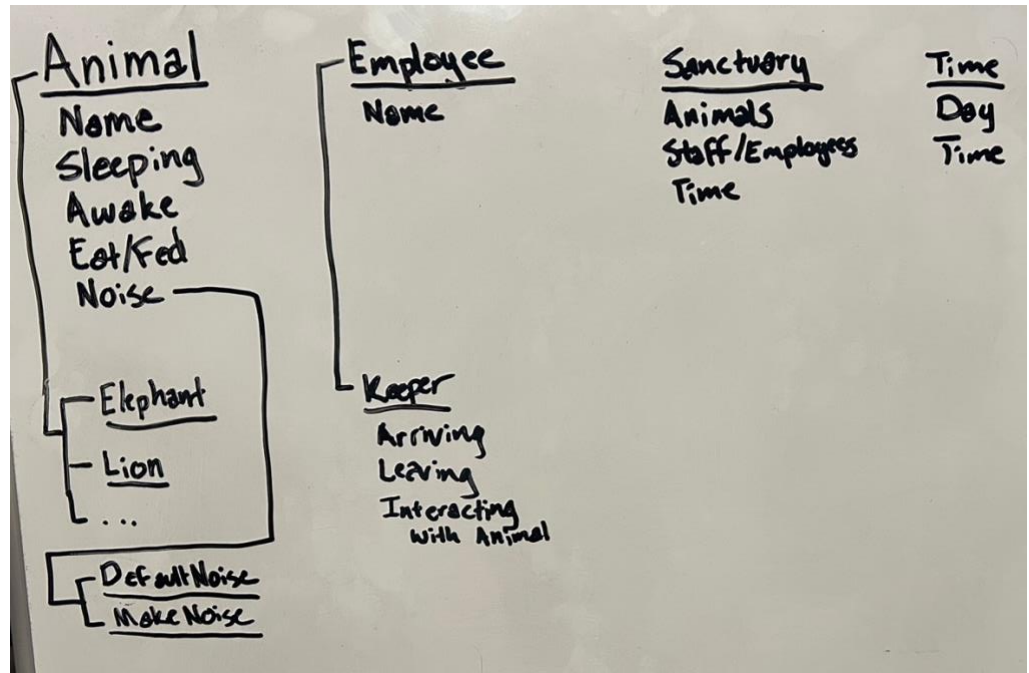 Animal
Name
Sleeping
Awake
Eat/Fed
Noise
Elephant
Lion
...
DefaultNoise
MakeNoise
Employee
Name
Keeper
Arriving
Leaving
Interacting
with Animal
Sanctuary
Animals
Staff/Employees
Time
Time
Day
Time